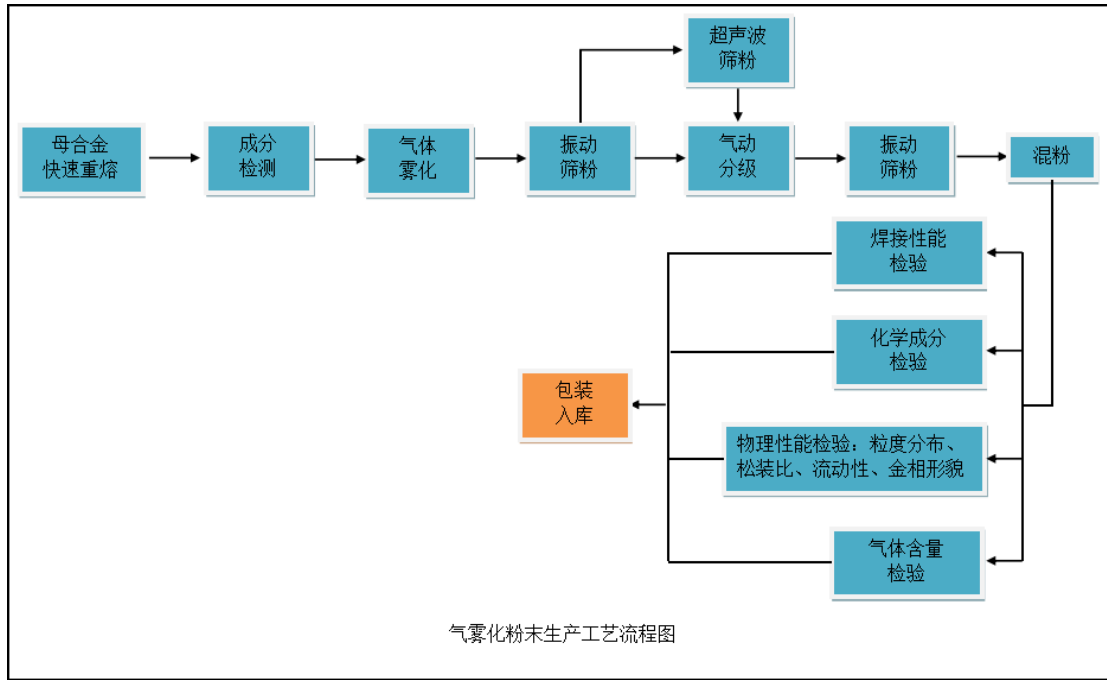 超声波
筛粉
母合金
快速重熔
成分
检测
气体
雾化
振动
筛粉
气动
分级
振动
筛粉
混粉
焊接性能
检验
化学成分
检验
包装
入库
物理性能检验：粒度分布、
松装比、流动性、金相形貌
气体含量
检验
气雾化粉末生产工艺流程图